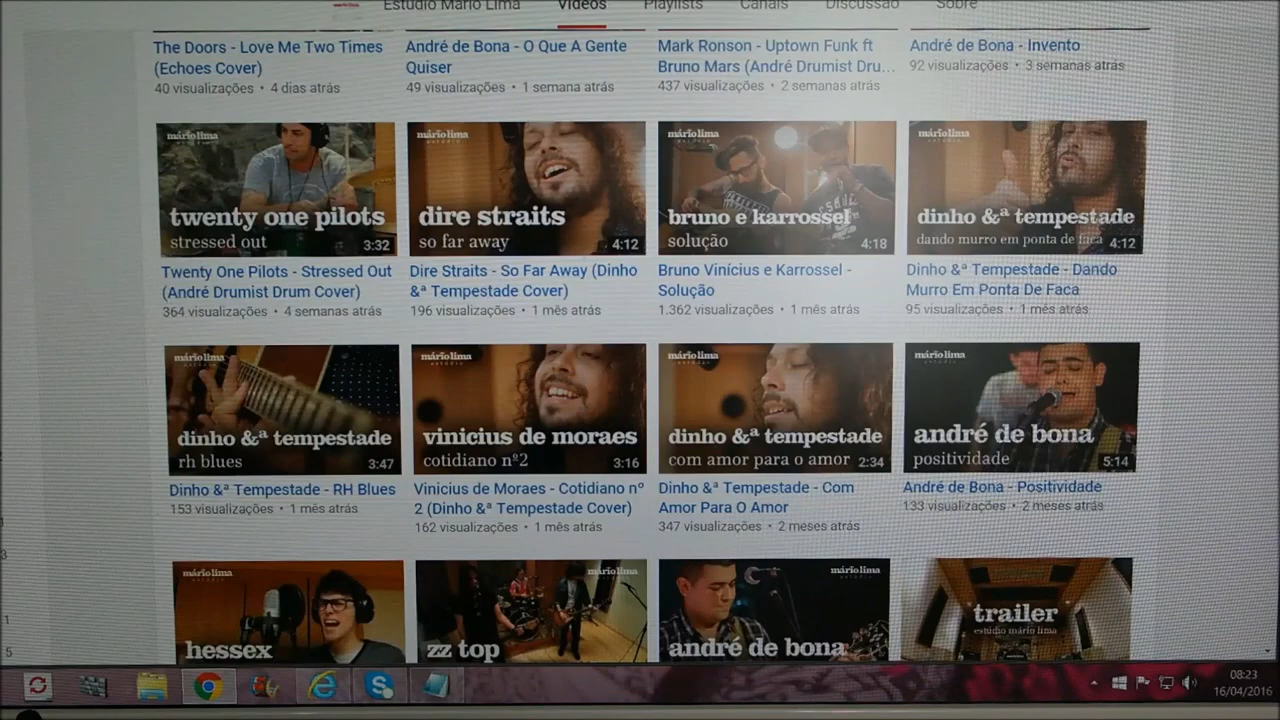 Estúdio Mário Lima Vídeos Playlists Canais Discussão Sobre
The Doors - Love Me Two Times
(Echoes Cover)
40 visualizações • 4 dias atrás
André de Bona - O Que A Gente
Quiser
49 visualizações • 1 semana atrás
Mark Ronson - Uptown Funk ft
Bruno Mars (André Drumist Dru...
437 visualizações • 2 semanas atrás
André de Bona - Invento
92 visualizações • 3 semanas atrás
mário lima
estúdio
twenty one pilots
stressed out
3:32
mário lima
estúdio
dire straits
so far away
4:12
mário lima
estúdio
bruno e karrossel
solução
4:18
mário lima
estúdio
dinho &ª tempestade
dando murro em ponta de faca
4:12
Twenty One Pilots - Stressed Out
(André Drumist Drum Cover)
364 visualizações • 4 semanas atrás
Dire Straits - So Far Away (Dinho
&ª Tempestade Cover)
196 visualizações • 1 mês atrás
Bruno Vinícius e Karrossel -
Solução
1.362 visualizações • 1 mês atrás
Dinho &ª Tempestade - Dando
Murro Em Ponta De Faca
95 visualizações • 1 mês atrás
mário lima
estúdio
dinho &ª tempestade
rh blues
3:47
mário lima
estúdio
vinicius de moraes
cotidiano nº2
3:16
mário lima
estúdio
dinho &ª tempestade
com amor para o amor
2:34
mário lima
estúdio
andré de bona
positividade
5:14
Dinho &ª Tempestade - RH Blues
153 visualizações • 1 mês atrás
Vinicius de Moraes - Cotidiano nº
2 (Dinho &ª Tempestade Cover)
162 visualizações • 1 mês atrás
Dinho &ª Tempestade - Com
Amor Para O Amor
347 visualizações • 2 meses atrás
André de Bona - Positividade
133 visualizações • 2 meses atrás
mário lima
estúdio
hessex
mário lima
estúdio
zz top
mário lima
estúdio
andré de bona
trailer
estúdio mário lima
08:23
16/04/2016